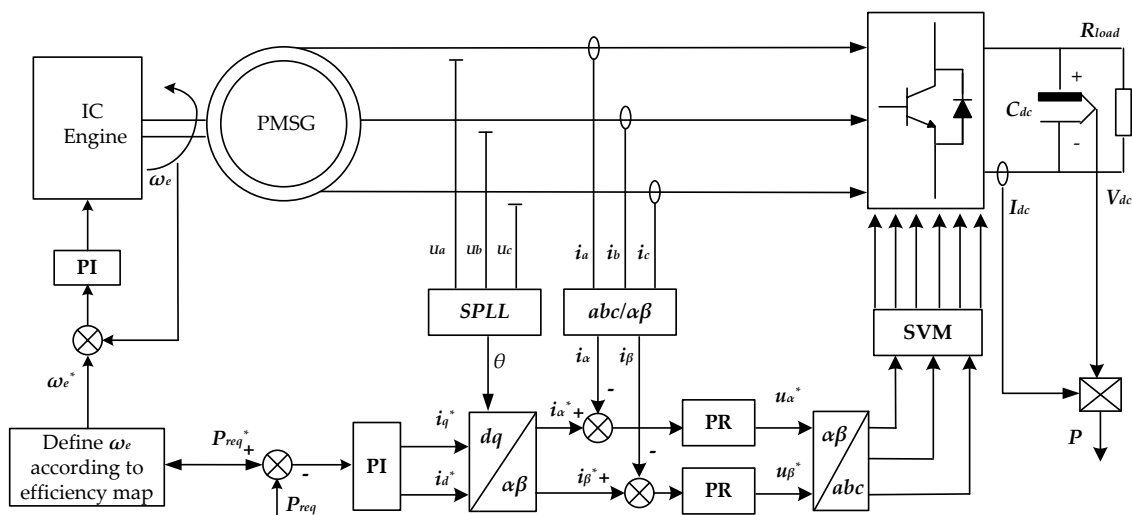 R_load
IC
Engine
PMSG
+
C_dc
-
ω_e
V_dc
I_dc
u_a
u_b
u_c
i_a
i_b
i_c
PI
SPLL
abc/αβ
SVM
θ
i_α
i_β
ω_e*
-
i_q*
i_α*+
PR
u_α*
P_req*
+
dq
αβ
P
Define ω_e
according to
efficiency map
-
PI
-
i_d*
αβ
i_β*+
PR
u_β*
abc
P_req